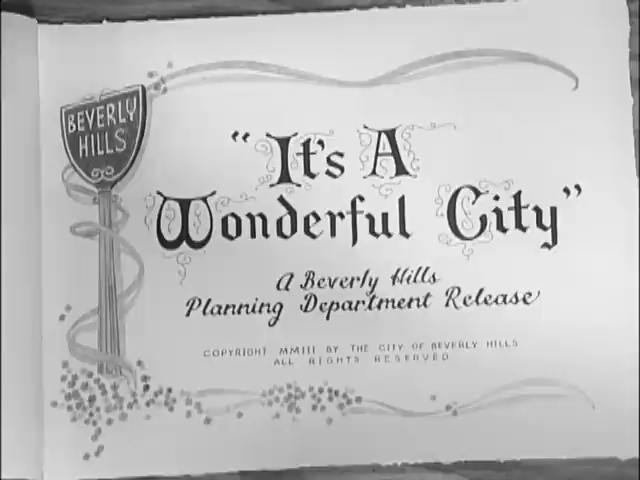 BEVERLY
HILLS
"It's A
Wonderful City"
A Beverly Hills
Planning Department Release
COPYRIGHT MMIII BY THE CITY OF BEVERLY HILLS
ALL RIGHTS RESERVED